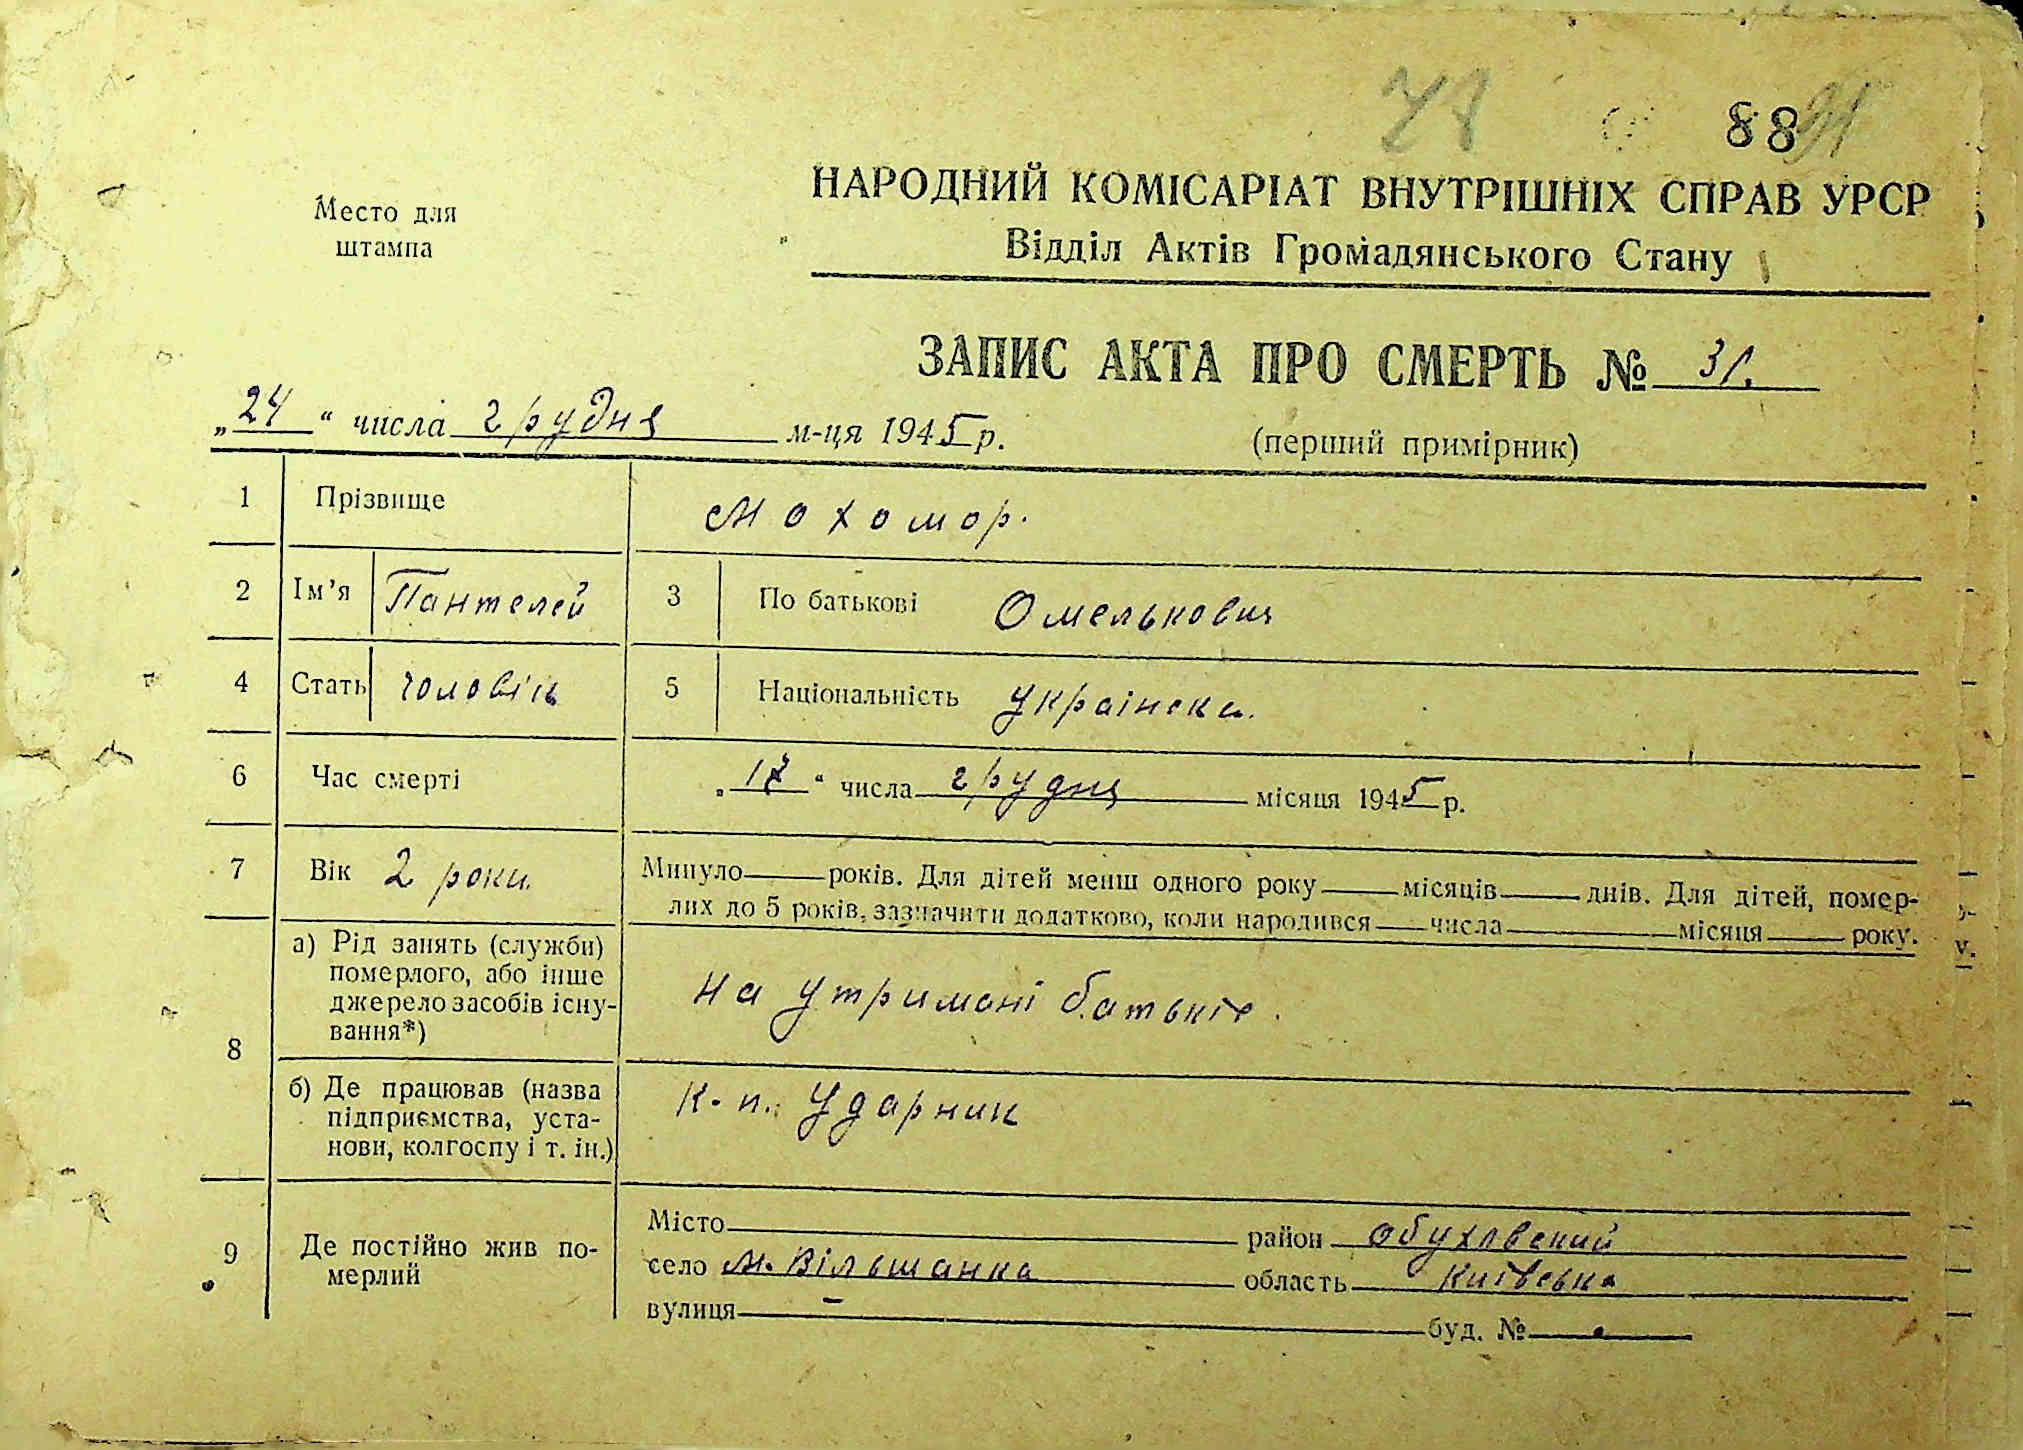 71
88 91
Место для
штампа
НАРОДНИЙ КОМІСАРІАТ ВНУТРІШНІХ СПРАВ УРСР
Відділ Актів Громадянського Стану
ЗАПИС АКТА ПРО СМЕРТЬ № 31.
„24“ числа грудня м-ця 1945 р.
(перший примірник)
1 Прізвище Мохомор.
2 Ім'я Пантелей 3 По батькові Омелькович
4 Стать чоловік 5 Національність Українска.
6 Час смерті „17“ числа грудня місяця 1945 р.
7 Вік 2 роки. Минуло років. Для дітей менш одного року місяців днів. Для дітей, помер-
лих до 5 років, зазначити додатково, коли народився числа місяця року.
8 а) Рід занять (служби)
померлого, або інше
джерело засобів існу-
вання*)
На утримані батьків.
б) Де працював (назва
підприємства, уста-
нови, колгоспу і т. ін.)
К-п. Ударник
9 Де постійно жив по-
мерлий
Місто район Обухівский
село М. Вільшанка область Київська
вулиця – буд. №